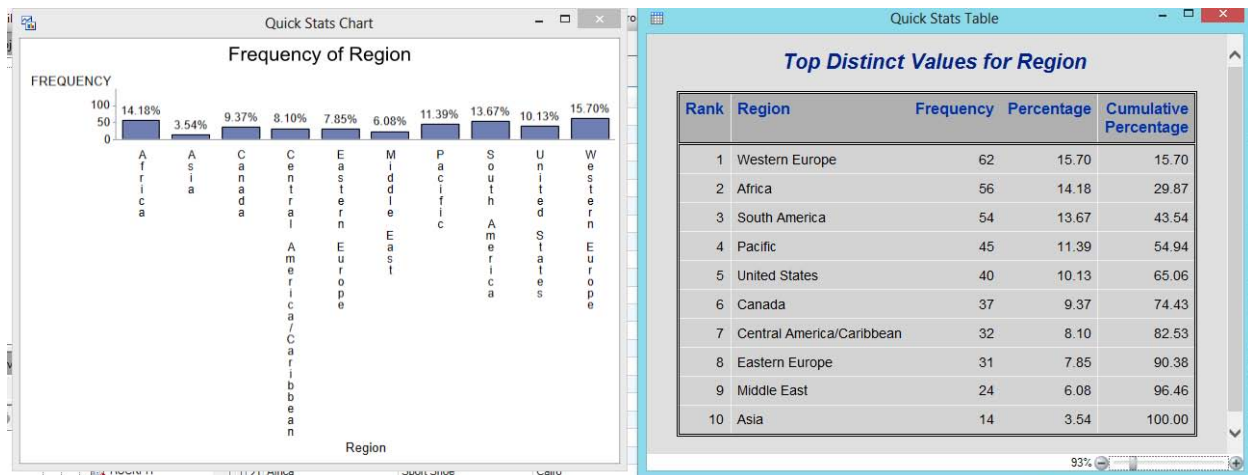 Quick Stats Chart
Frequency of Region
FREQUENCY
100
50
0
14.18% 3.54% 9.37% 8.10% 7.85% 6.08% 11.39% 13.67% 10.13% 15.70%
Africa
Asia
Canada
Central America/Caribbean
Eastern Europe
Middle East
Pacific
South America
United States
Western Europe
Region
Quick Stats Table
Top Distinct Values for Region
Rank Region Frequency Percentage Cumulative
Percentage
1 Western Europe 62 15.70 15.70
2 Africa 56 14.18 29.87
3 South America 54 13.67 43.54
4 Pacific 45 11.39 54.94
5 United States 40 10.13 65.06
6 Canada 37 9.37 74.43
7 Central America/Caribbean 32 8.10 82.53
8 Eastern Europe 31 7.85 90.38
9 Middle East 24 6.08 96.46
10 Asia 14 3.54 100.00
93%